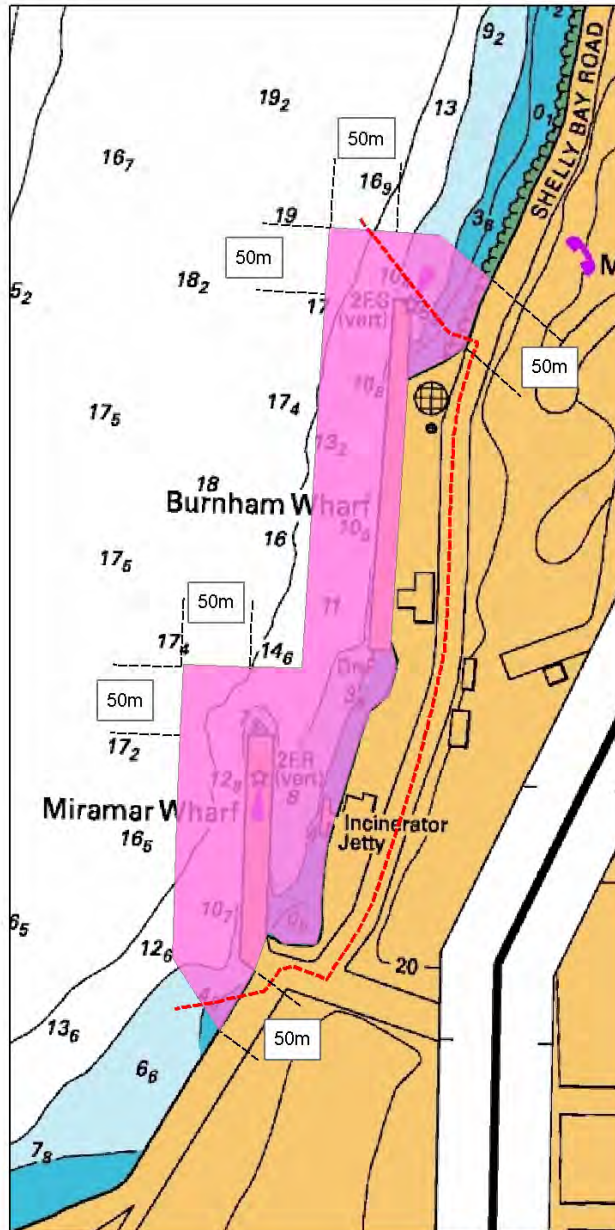 9₂
SHELLY BAY ROAD
19₂
13
0₁
50m
16₇
16₉
19
3₆
M
50m
5₂
18₂
17
2F.G
(vert)
50m
10₈
17₄
17₅
13₂
18
Burnham Wharf
10₅
16
17₅
11
50m
17₄
14₆
50m
17₂
2F.R
(vert)
12₈
8
Miramar Wharf
16₅
Incinerator
Jetty
10₇
6₅
12₆
20
4
13₆
50m
6₆
7₈